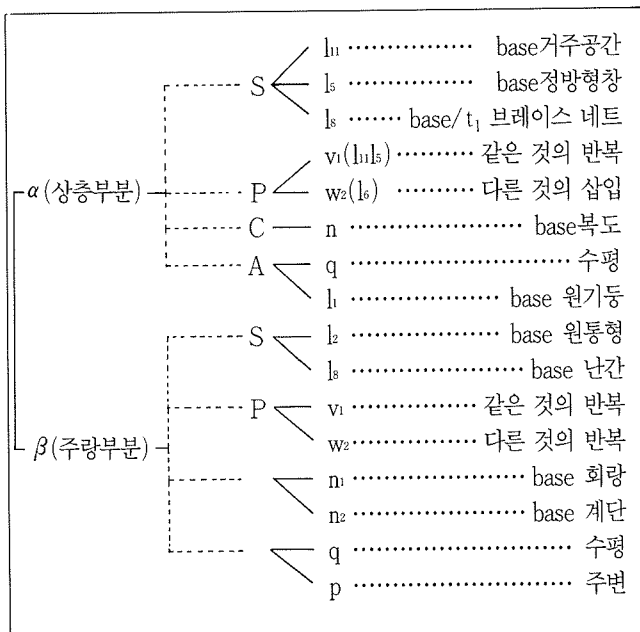 l₁₁ ··············· base거주공간
S l₅ ··············· base정방형창
l₈ ······ base/t₁ 브레이스 네트
v₁(l₁₁l₅) ·········· 같은 것의 반복
α(상층부분) P w₂(l₆) ············ 다른 것의 삽입
C n ····················· base복도
A q ························· 수평
l₁ ················· base 원기둥
S l₂ ················· base 원통형
l₈ ···················· base 난간
P v₁ ··············· 같은 것의 반복
w₂ ··············· 다른 것의 반복
β(주랑부분)
n₁ ···················· base 회랑
n₂ ···················· base 계단
q ························· 수평
p ························· 주변